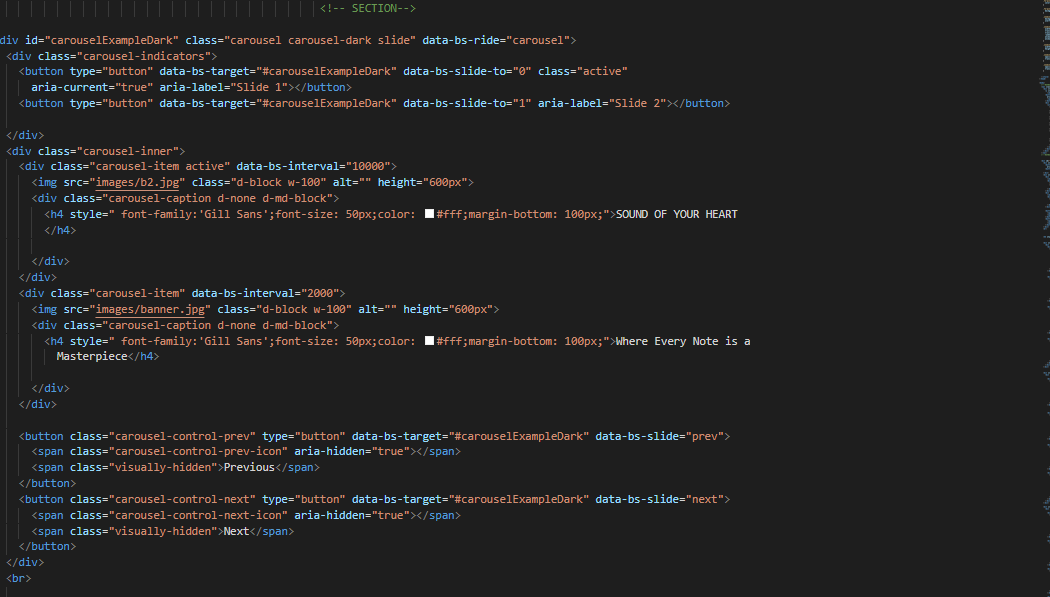 <!-- SECTION-->
div id="carouselExampleDark" class="carousel carousel-dark slide" data-bs-ride="carousel">
<div class="carousel-indicators">
<button type="button" data-bs-target="#carouselExampleDark" data-bs-slide-to="0" class="active"
aria-current="true" aria-label="Slide 1"></button>
<button type="button" data-bs-target="#carouselExampleDark" data-bs-slide-to="1" aria-label="Slide 2"></button>
</div>
<div class="carousel-inner">
<div class="carousel-item active" data-bs-interval="10000">
<img src="images/b2.jpg" class="d-block w-100" alt="" height="600px">
<div class="carousel-caption d-none d-md-block">
<h4 style=" font-family:'Gill Sans';font-size: 50px;color: #fff;margin-bottom: 100px;">SOUND OF YOUR HEART
</h4>
</div>
</div>
<div class="carousel-item" data-bs-interval="2000">
<img src="images/banner.jpg" class="d-block w-100" alt="" height="600px">
<div class="carousel-caption d-none d-md-block">
<h4 style=" font-family:'Gill Sans';font-size: 50px;color: #fff;margin-bottom: 100px;">Where Every Note is a
Masterpiece</h4>
</div>
</div>
<button class="carousel-control-prev" type="button" data-bs-target="#carouselExampleDark" data-bs-slide="prev">
<span class="carousel-control-prev-icon" aria-hidden="true"></span>
<span class="visually-hidden">Previous</span>
</button>
<button class="carousel-control-next" type="button" data-bs-target="#carouselExampleDark" data-bs-slide="next">
<span class="carousel-control-next-icon" aria-hidden="true"></span>
<span class="visually-hidden">Next</span>
</button>
</div>
<br>